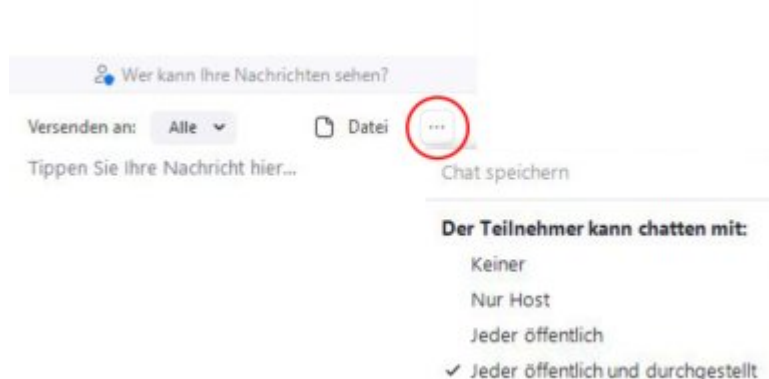 Wer kann Ihre Nachrichten sehen?
Versenden an: Alle Datei ...
Tippen Sie Ihre Nachricht hier...
Chat speichern
Der Teilnehmer kann chatten mit:
Keiner
Nur Host
Jeder öffentlich
✓ Jeder öffentlich und durchgestellt